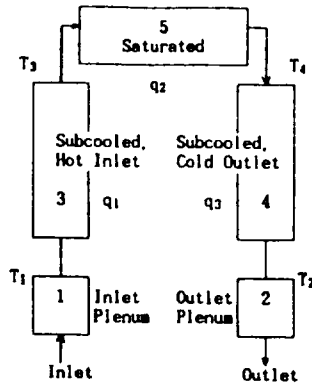 5
Saturated
T3
T4
q2
Subcooled,
Hot Inlet
Subcooled,
Cold Outlet
3
q1
q3
4
T1
1
Inlet
Plenum
Outlet
Plenum
2
T2
Inlet
Outlet